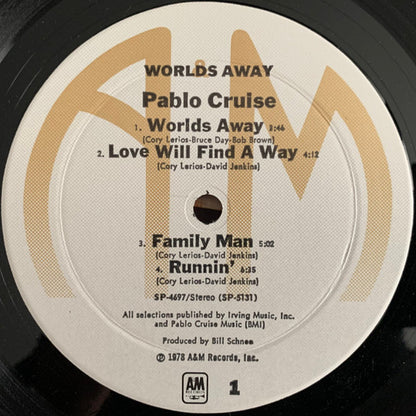 A&M
WORLDS AWAY
Pablo Cruise
1. Worlds Away 3:46
(Cory Lerios-Bruce Day-Bob Brown)
2. Love Will Find A Way 4:12
(Cory Lerios-David Jenkins)
3. Family Man 5:02
(Cory Lerios-David Jenkins)
4. Runnin' 6:35
(Cory Lerios-David Jenkins)
SP-4697/Stereo (SP-5131)
All selections published by Irving Music, Inc.
and Pablo Cruise Music (BMI)
Produced by Bill Schnee
℗ 1978 A&M Records, Inc.
AM
RECORDS
1